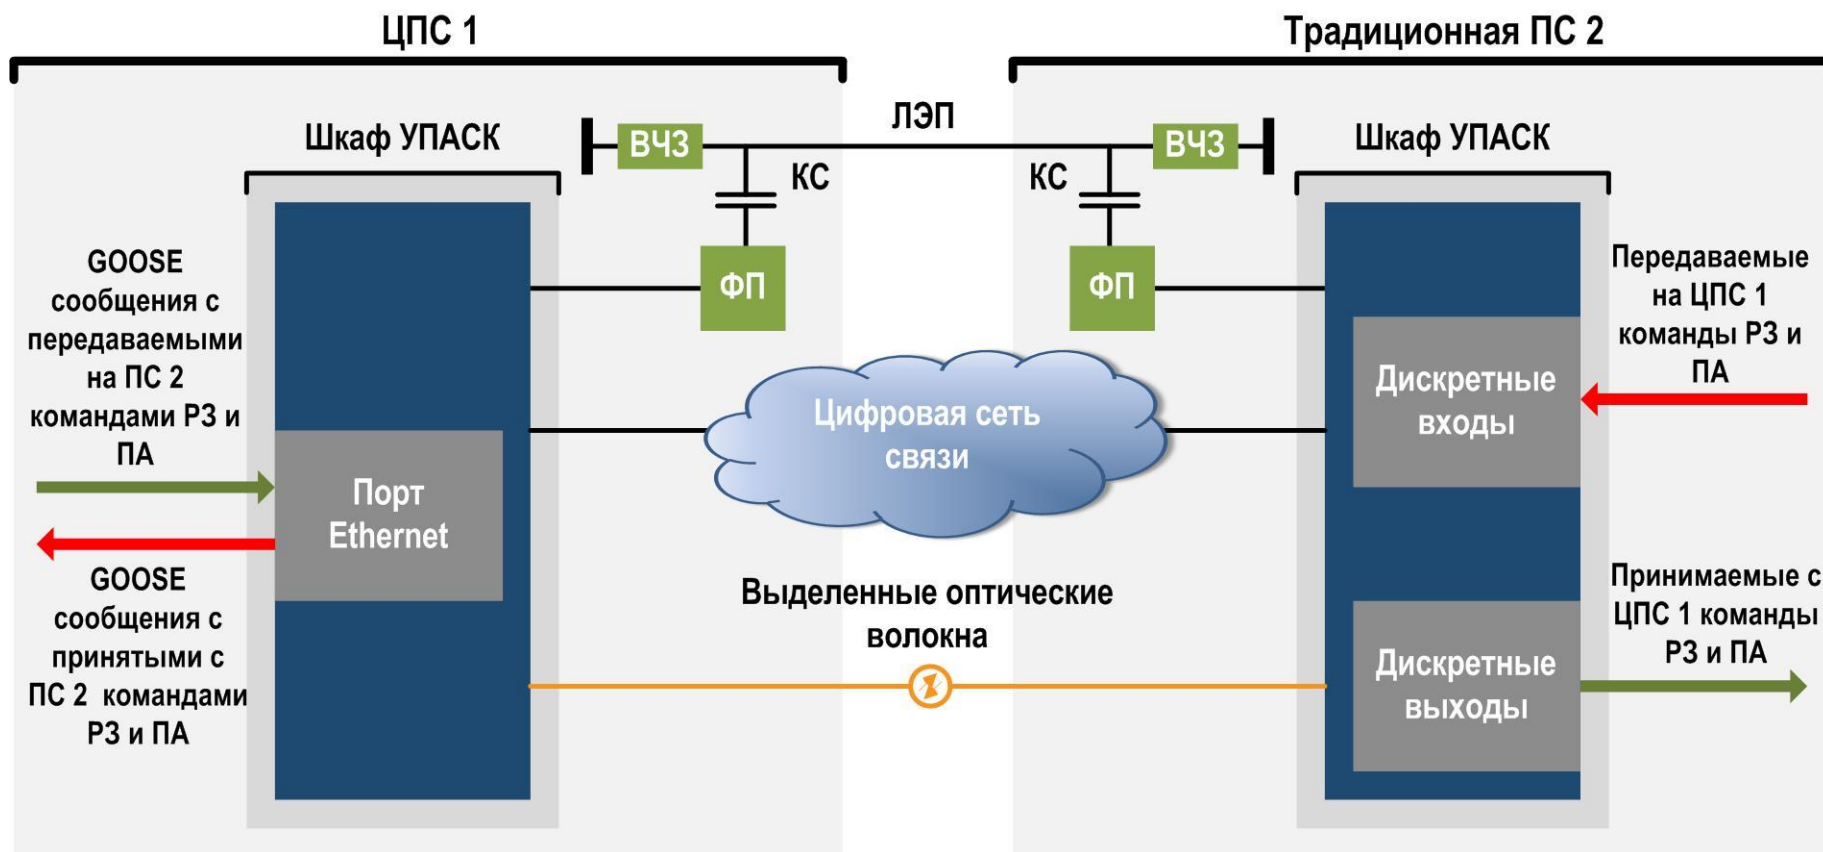 ЦПС 1
Традиционная ПС 2
Шкаф УПАСК
ВЧЗ
ЛЭП
ВЧЗ
Шкаф УПАСК
КС
КС
ФП
ФП
GOOSE
сообщения с
передаваемыми
на ПС 2
командами РЗ и
ПА
Порт
Ethernet
GOOSE
сообщения с
принятыми с
ПС 2 командами
РЗ и ПА
Цифровая сеть
связи
Выделенные оптические
волокна
Дискретные
входы
Передаваемые
на ЦПС 1
команды РЗ и
ПА
Дискретные
выходы
Принимаемые с
ЦПС 1 команды
РЗ и ПА